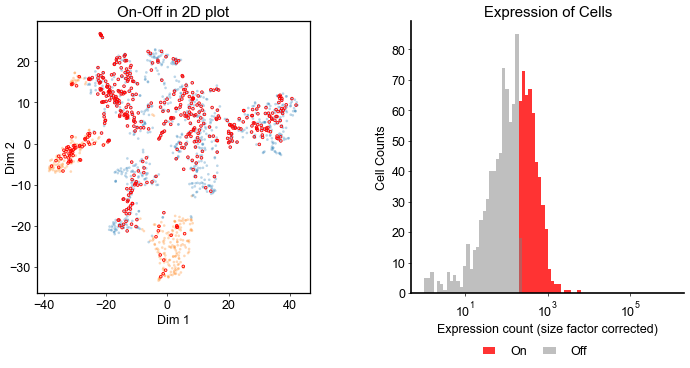 On-Off in 2D plot
Expression of Cells
20
10
0
−10
−20
−30
Dim 2
−40
−20
0
20
40
Dim 1
80
70
60
50
40
30
20
10
0
Cell Counts
10^1
10^3
10^5
Expression count (size factor corrected)
On
Off